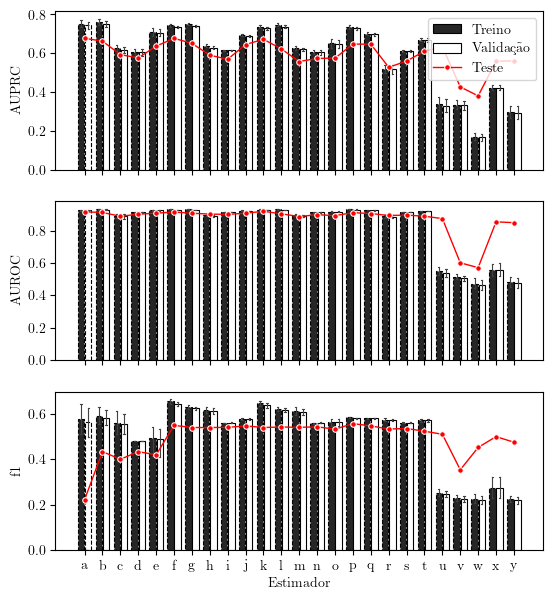 0.8
0.6
0.4
0.2
0.0
AUPRC
Treino
Validação
Teste
0.8
0.6
0.4
0.2
0.0
AUROC
0.6
0.4
0.2
0.0
f1
a b c d e f g h i j k l m n o p q r s t u v w x y
Estimador